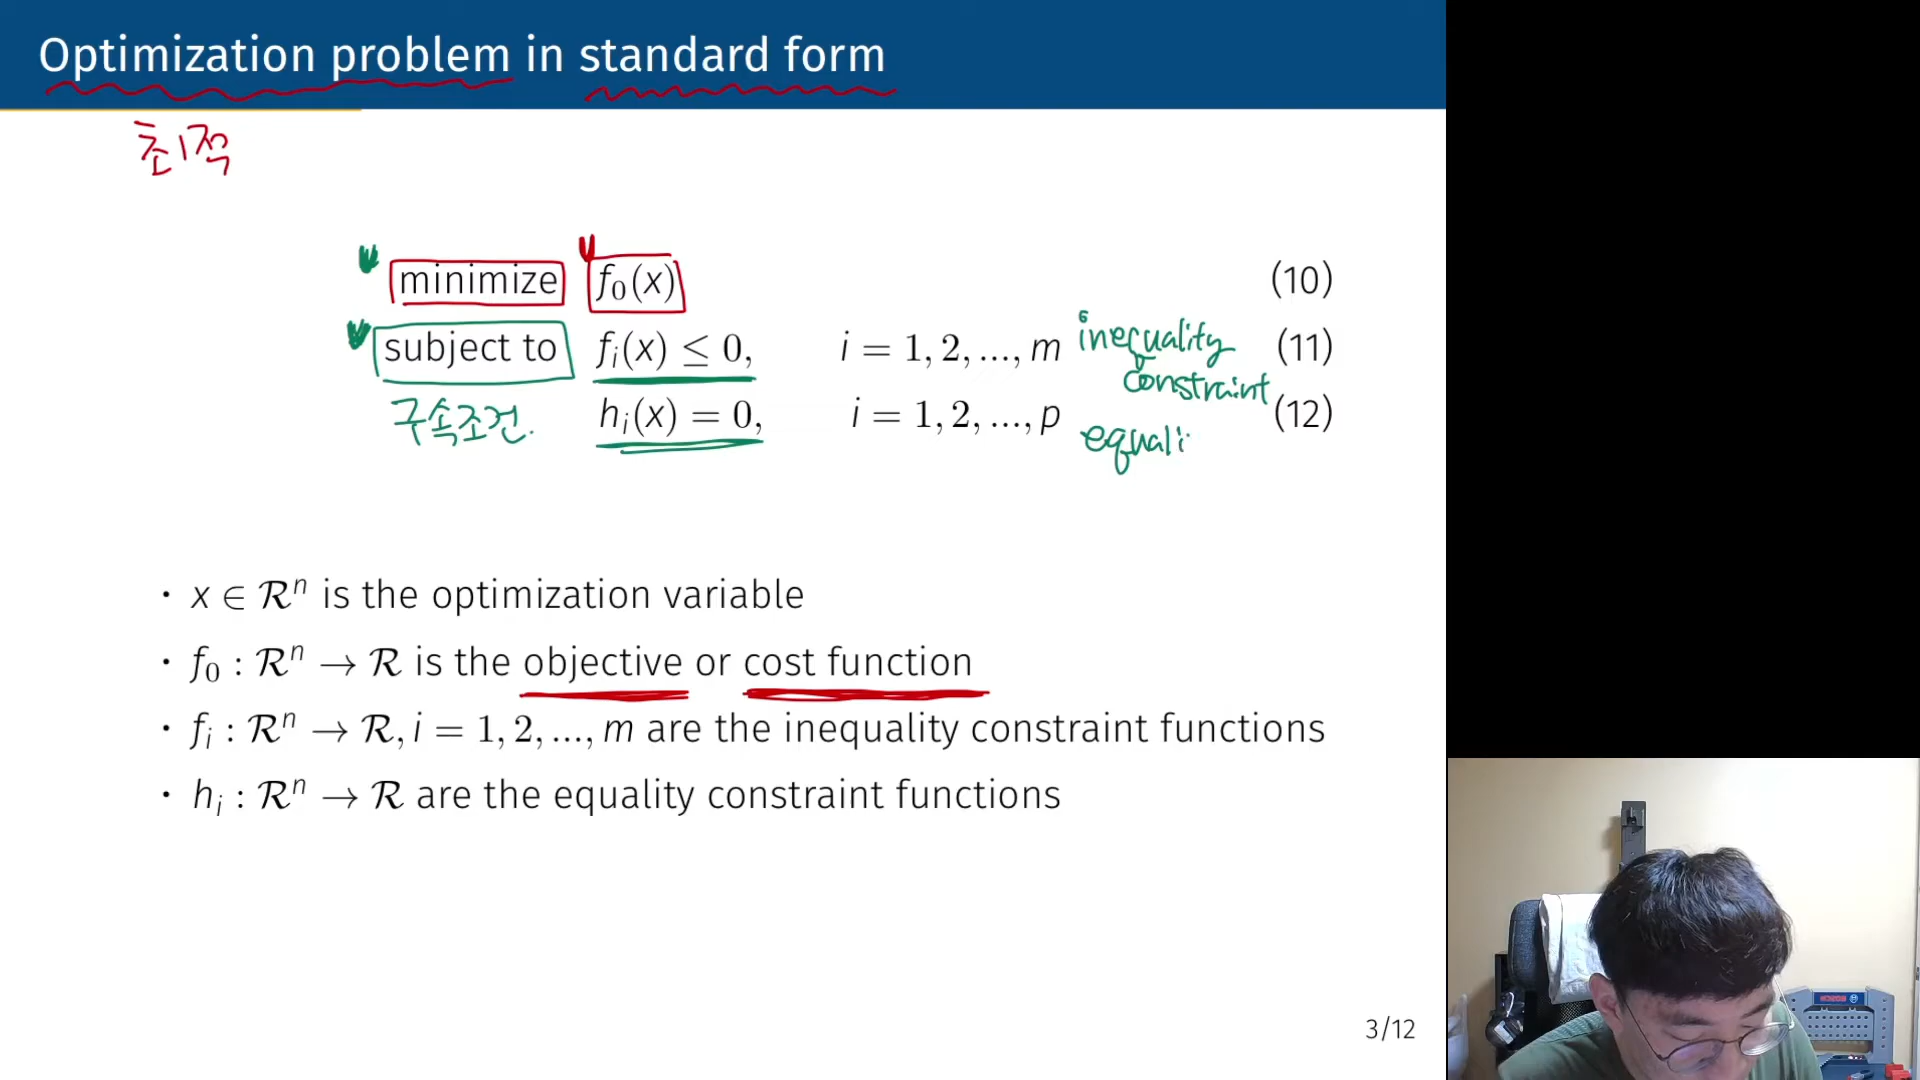 Optimization problem in standard form
최적
minimize f₀(x) (10)
subject to fᵢ(x) ≤ 0, i = 1, 2, ..., m inequality constraint (11)
구속조건. hᵢ(x) = 0, i = 1, 2, ..., p equali (12)
· x ∈ ℛⁿ is the optimization variable
· f₀ : ℛⁿ → ℛ is the objective or cost function
· fᵢ : ℛⁿ → ℛ, i = 1, 2, ..., m are the inequality constraint functions
· hᵢ : ℛⁿ → ℛ are the equality constraint functions
3/12
BOSCH